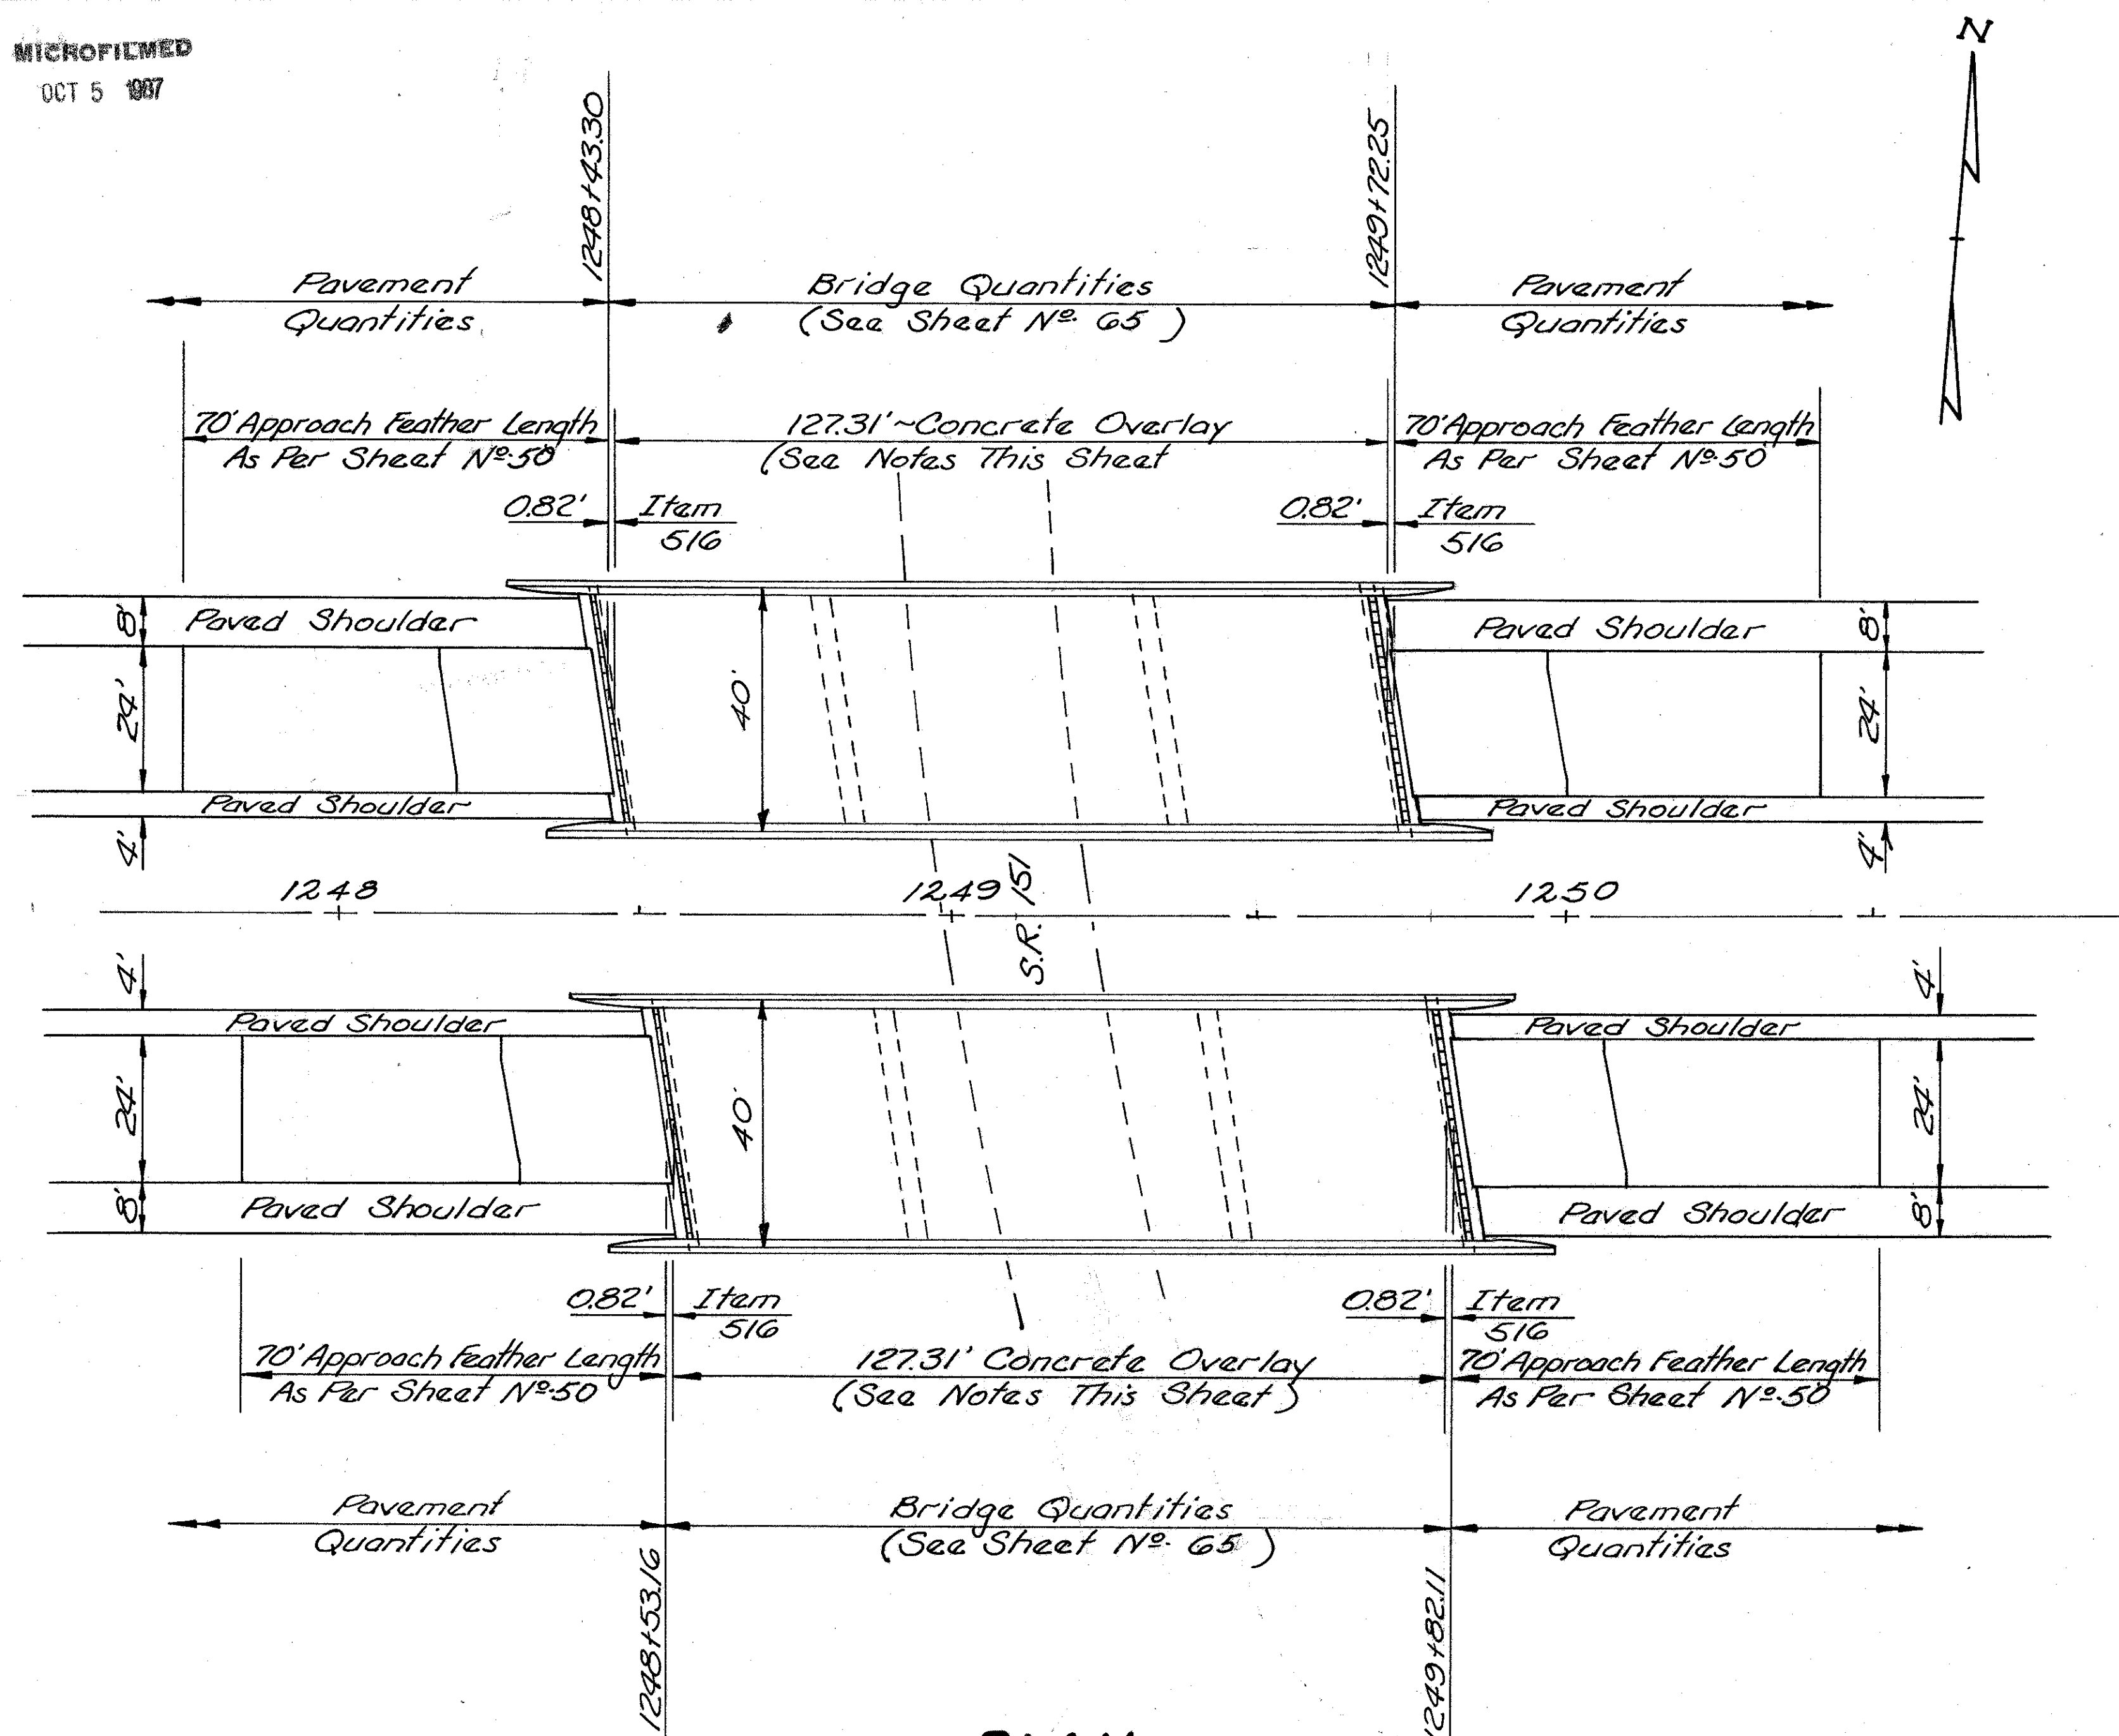 MICROFILMED
OCT 5 1987
N
1248+43.30
1249+72.25
Pavement
Quantities
Bridge Quantities
(See Sheet Nº. 65 )
Pavement
Quantities
70' Approach Feather Length
As Per Sheet Nº.50
127.31' ~ Concrete Overlay
(See Notes This Sheet
70' Approach Feather Length
As Per Sheet Nº.50
0.82'
Item
516
0.82'
Item
516
8'
Paved Shoulder
Paved Shoulder
8'
24'
40'
24'
Paved Shoulder
Paved Shoulder
4'
4'
1248
1249
1250
S.R. 151
4'
4'
Paved Shoulder
Paved Shoulder
24'
40'
24'
8'
Paved Shoulder
Paved Shoulder
8'
0.82'
Item
516
0.82'
Item
516
70' Approach Feather Length
As Per Sheet Nº.50
127.31' Concrete Overlay
(See Notes This Sheet)
70' Approach Feather Length
As Per Sheet Nº.50
Pavement
Quantities
Bridge Quantities
(See Sheet Nº. 65 )
Pavement
Quantities
1248+53.16
1249+82.11